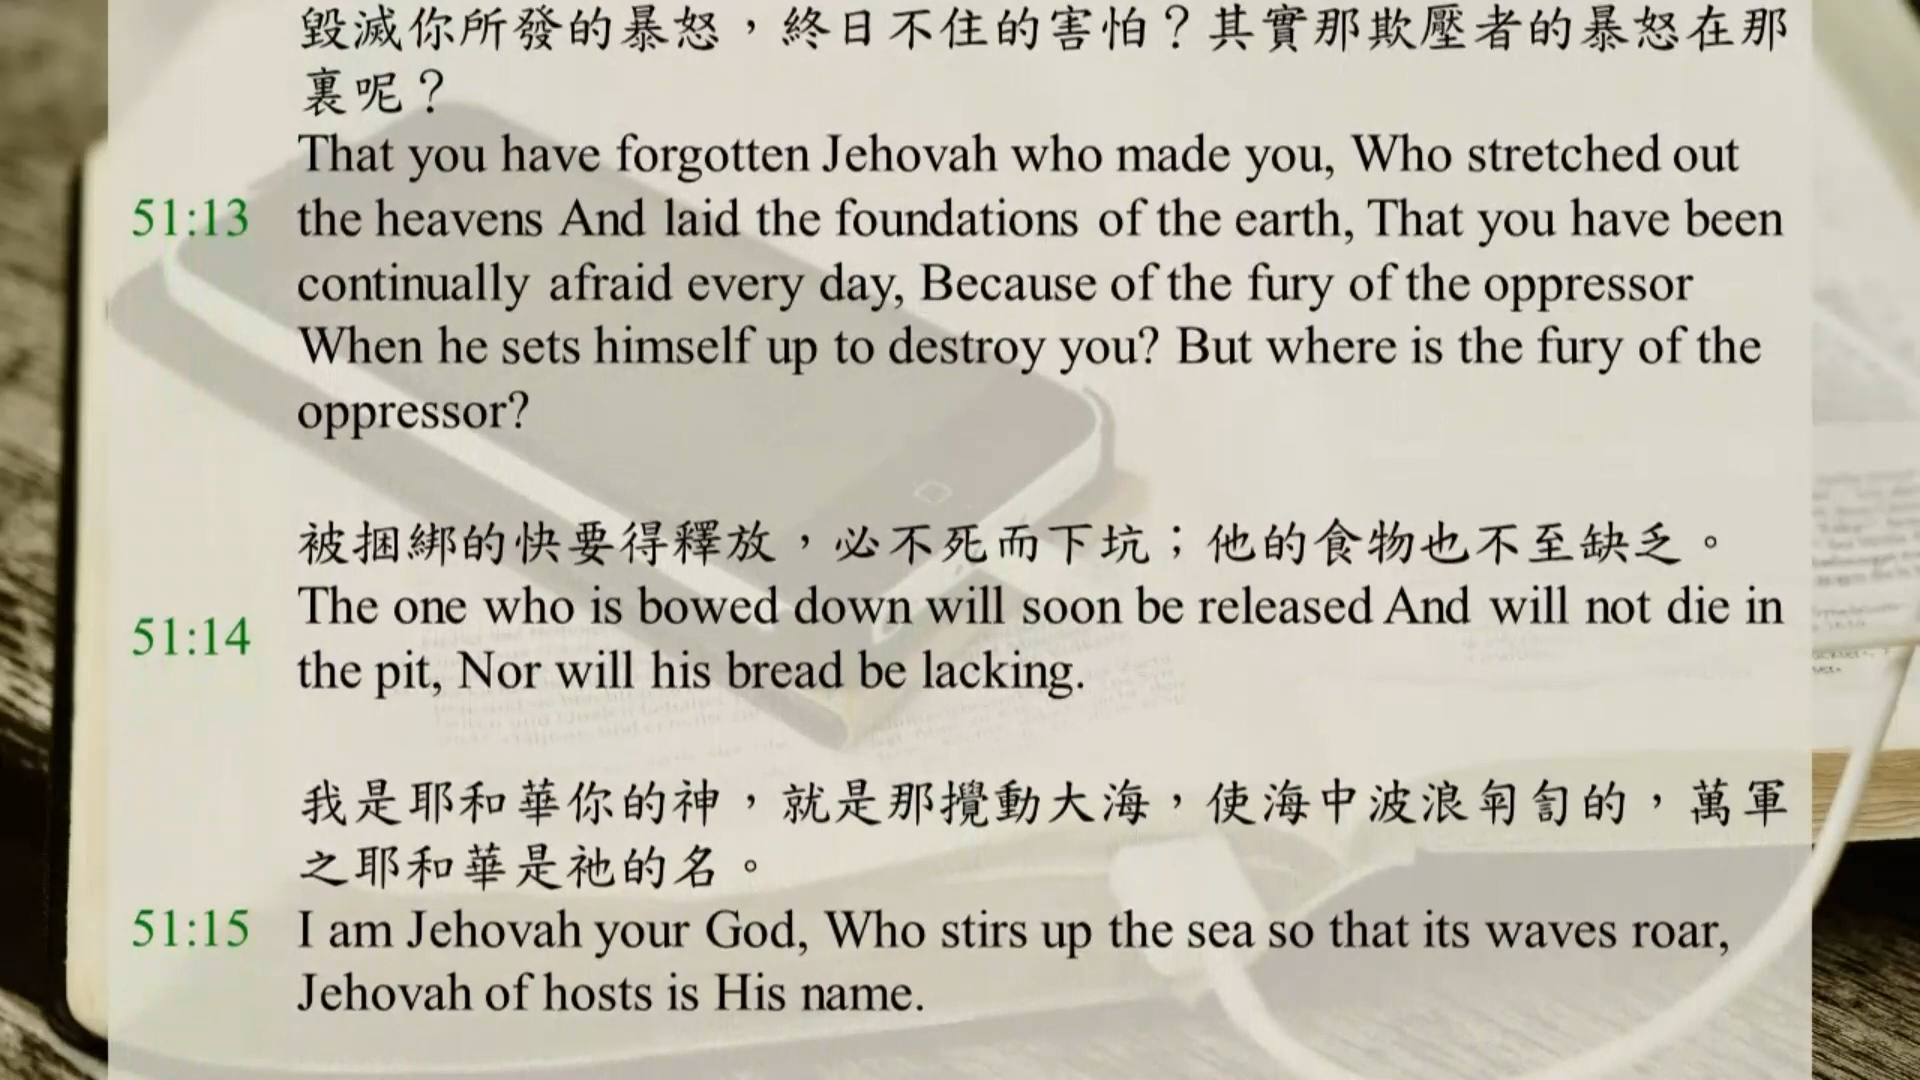 毀滅你所發的暴怒，終日不住的害怕？其實那欺壓者的暴怒在那
裏呢？
That you have forgotten Jehovah who made you, Who stretched out
51:13 the heavens And laid the foundations of the earth, That you have been
continually afraid every day, Because of the fury of the oppressor
When he sets himself up to destroy you? But where is the fury of the
oppressor?
被捆綁的快要得釋放，必不死而下坑；他的食物也不至缺乏。
The one who is bowed down will soon be released And will not die in
51:14 the pit, Nor will his bread be lacking.
我是耶和華你的神，就是那攪動大海，使海中波浪匉訇的，萬軍
之耶和華是祂的名。
51:15 I am Jehovah your God, Who stirs up the sea so that its waves roar,
Jehovah of hosts is His name.